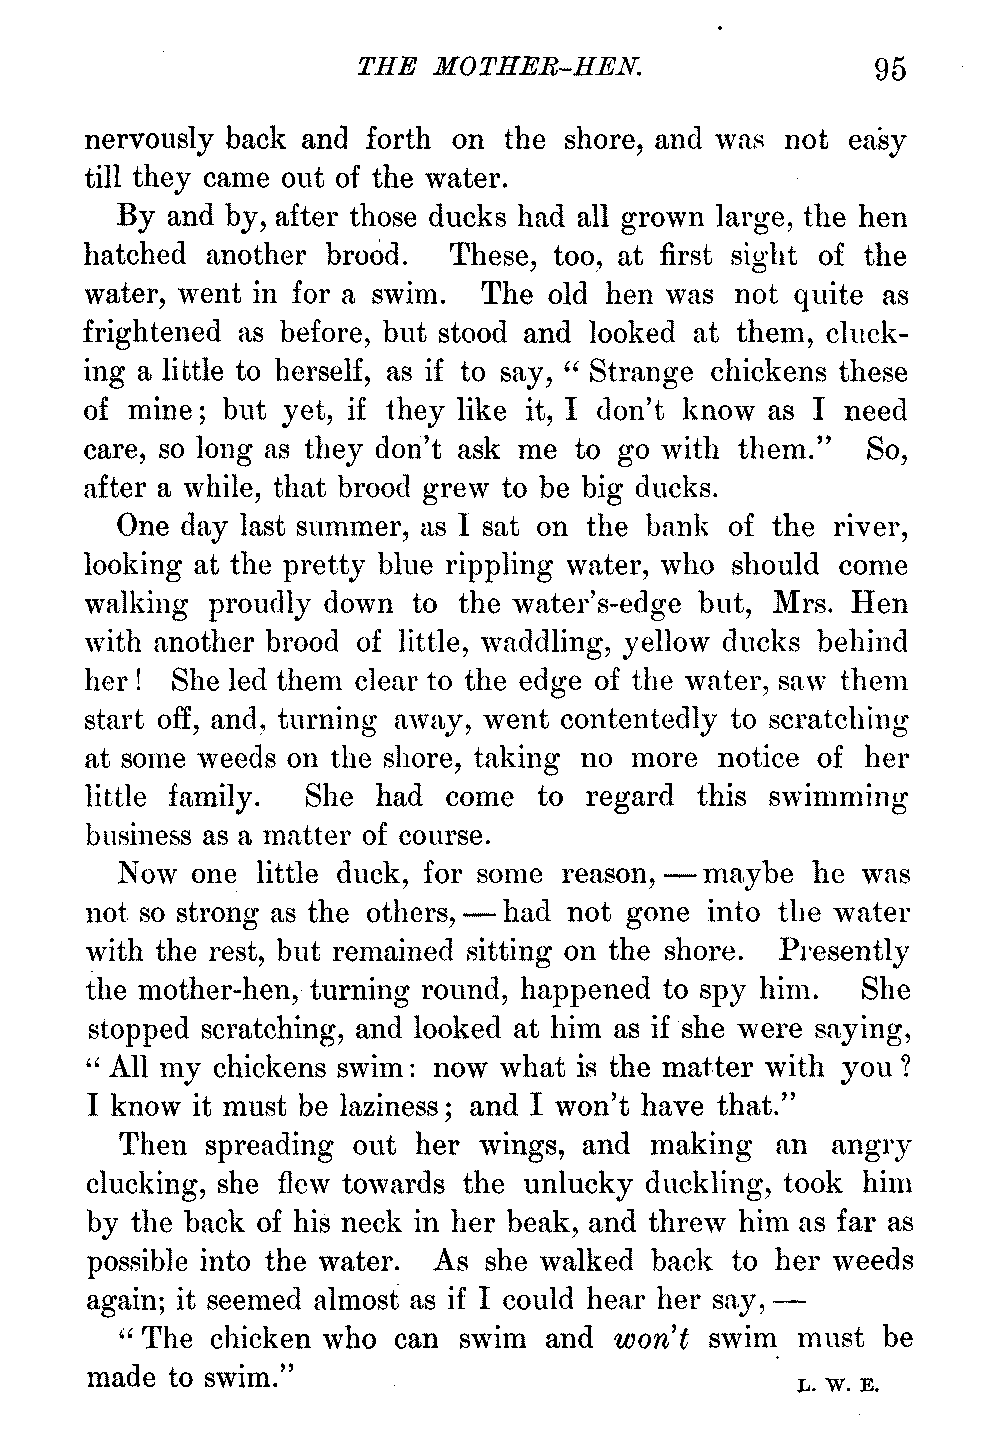 THE MOTHER-HEN. 95
nervously back and forth on the shore, and was not easy
till they came out of the water.
By and by, after those ducks had all grown large, the hen
hatched another brood. These, too, at first sight of the
water, went in for a swim. The old hen was not quite as
frightened as before, but stood and looked at them, cluck-
ing a little to herself, as if to say, “ Strange chickens these
of mine; but yet, if they like it, I don’t know as I need
care, so long as they don’t ask me to go with them.” So,
after a while, that brood grew to be big ducks.
One day last summer, as I sat on the bank of the river,
looking at the pretty blue rippling water, who should come
walking proudly down to the water’s-edge but, Mrs. Hen
with another brood of little, waddling, yellow ducks behind
her! She led them clear to the edge of the water, saw them
start off, and, turning away, went contentedly to scratching
at some weeds on the shore, taking no more notice of her
little family. She had come to regard this swimming
business as a matter of course.
Now one little duck, for some reason, — maybe he was
not so strong as the others, — had not gone into the water
with the rest, but remained sitting on the shore. Presently
the mother-hen, turning round, happened to spy him. She
stopped scratching, and looked at him as if she were saying,
“ All my chickens swim: now what is the matter with you?
I know it must be laziness; and I won’t have that.”
Then spreading out her wings, and making an angry
clucking, she flew towards the unlucky duckling, took him
by the back of his neck in her beak, and threw him as far as
possible into the water. As she walked back to her weeds
again; it seemed almost as if I could hear her say, —
“ The chicken who can swim and won’t swim must be
made to swim.” L. W. E.